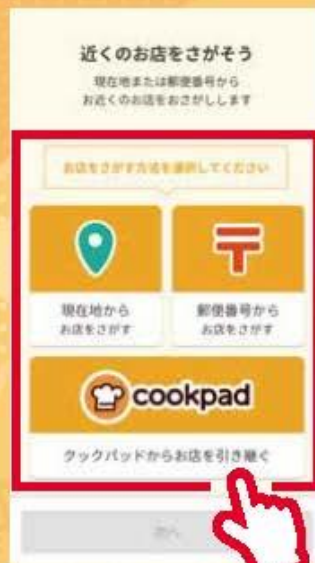 近くのお店をさがそう
現在地または郵便番号から
お近くのお店をおさがしします
お店をさがす方法を選択してください
現在地から
お店をさがす
郵便番号から
お店をさがす
cookpad
クックパッドからお店を引き継ぐ
次へ